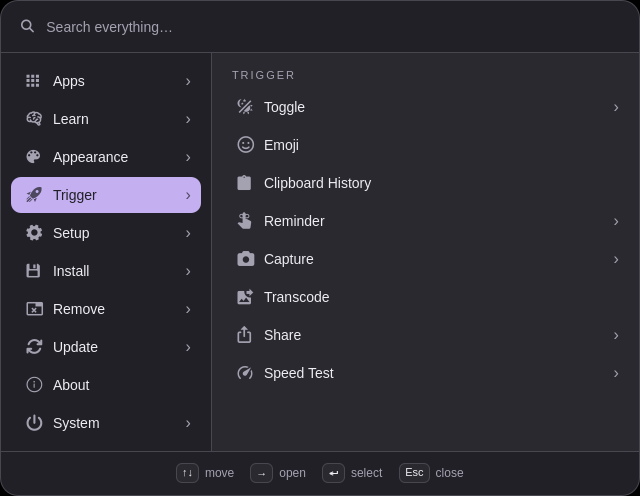 Search everything…
Apps
Learn
Appearance
Trigger
Setup
Install
Remove
Update
About
System
TRIGGER
Toggle
Emoji
Clipboard History
Reminder
Capture
Transcode
Share
Speed Test
↑↓ move → open ↩ select Esc close